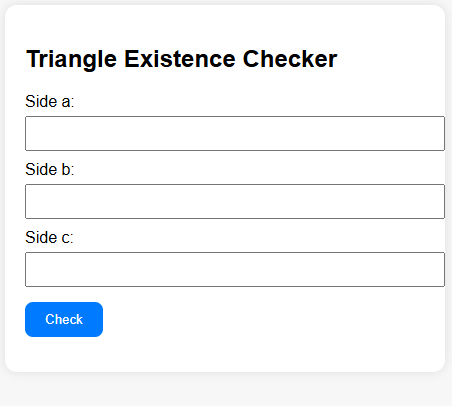 Triangle Existence Checker
Side a:
Side b:
Side c:
Check